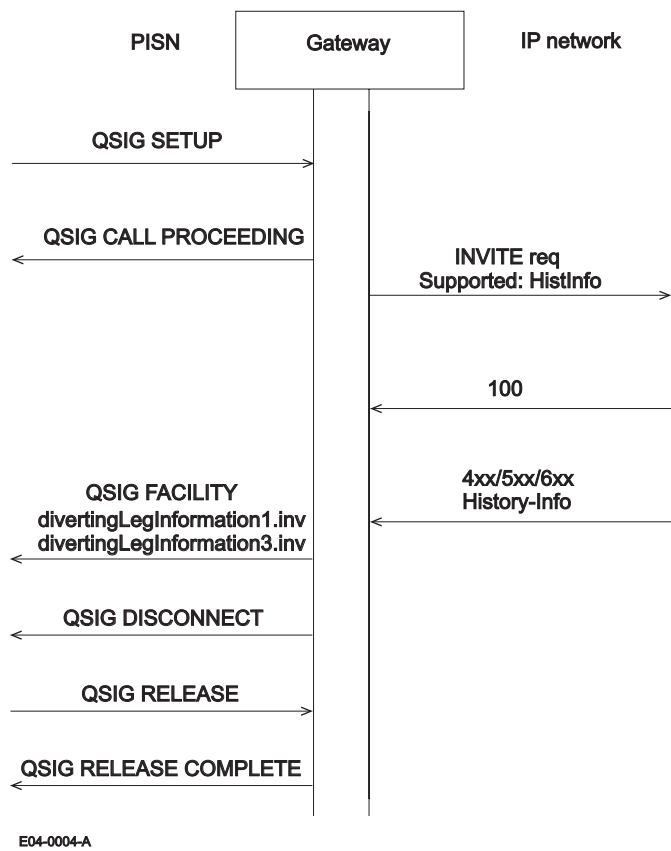 PISN
Gateway
IP network
QSIG SETUP
QSIG CALL PROCEEDING
INVITE req
Supported: HistInfo
100
4xx/5xx/6xx
History-Info
QSIG FACILITY
divertingLegInformation1.inv
divertingLegInformation3.inv
QSIG DISCONNECT
QSIG RELEASE
QSIG RELEASE COMPLETE
E04-0004-A